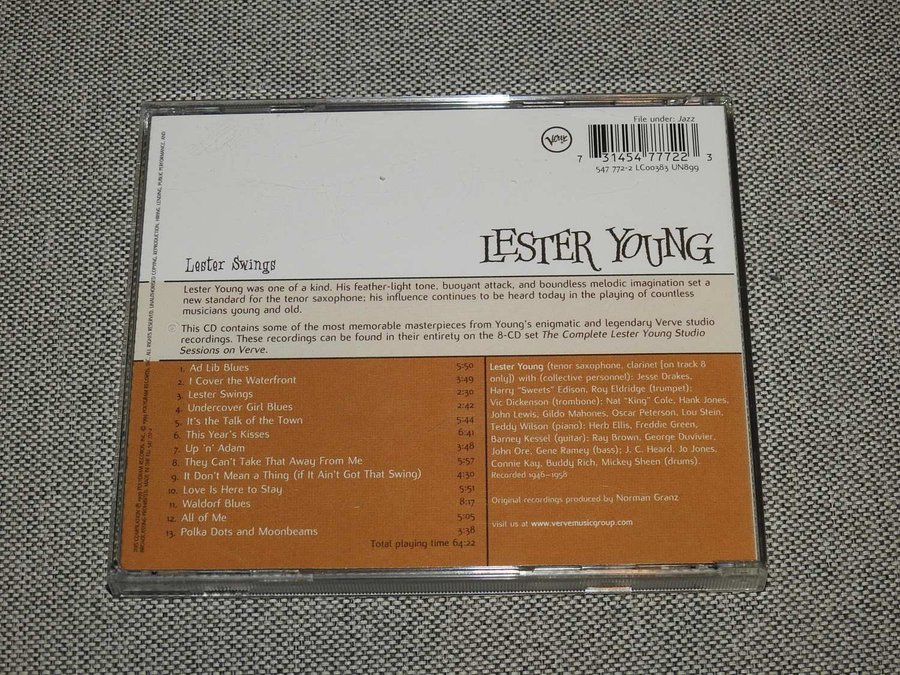 File under: Jazz
Verve
7 31454 77722 3
547 772-2 LC00383 UN899
LESTER YOUNG
Lester Swings
Lester Young was one of a kind. His feather-light tone, buoyant attack, and boundless melodic imagination set a
new standard for the tenor saxophone; his influence continues to be heard today in the playing of countless
musicians young and old.
This CD contains some of the most memorable masterpieces from Young's enigmatic and legendary Verve studio
recordings. These recordings can be found in their entirety on the 8-CD set The Complete Lester Young Studio
Sessions on Verve.
1. Ad Lib Blues 5:50
2. I Cover the Waterfront 3:49
3. Lester Swings 2:30
4. Undercover Girl Blues 2:42
5. It's the Talk of the Town 5:44
6. This Year's Kisses 6:41
7. Up 'n' Adam 3:48
8. They Can't Take That Away From Me 5:57
9. It Don't Mean a Thing (if It Ain't Got That Swing) 4:30
10. Love Is Here to Stay 5:51
11. Waldorf Blues 8:17
12. All of Me 5:05
13. Polka Dots and Moonbeams 3:38
Total playing time 64:22
Lester Young (tenor saxophone, clarinet [on track 8
only]) with (collective personnel): Jesse Drakes,
Harry "Sweets" Edison, Roy Eldridge (trumpet);
Vic Dickenson (trombone): Nat "King" Cole, Hank Jones,
John Lewis, Gildo Mahones, Oscar Peterson, Lou Stein,
Teddy Wilson (piano): Herb Ellis, Freddie Green,
Barney Kessel (guitar): Ray Brown, George Duvivier,
John Ore, Gene Ramey (bass); J. C. Heard, Jo Jones,
Connie Kay, Buddy Rich, Mickey Sheen (drums).
Recorded 1946–1958
Original recordings produced by Norman Granz
visit us at www.vervemusicgroup.com